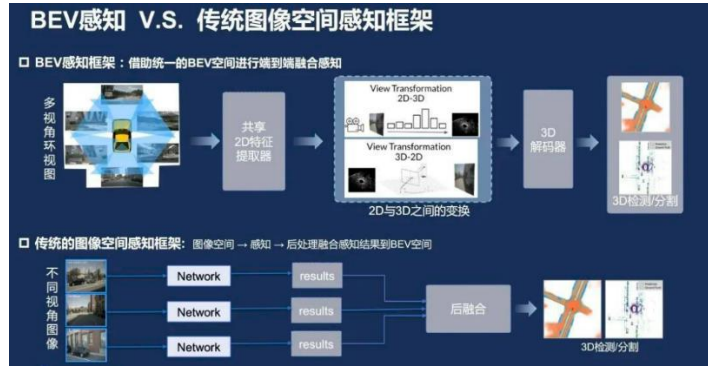 BEV感知 V.S. 传统图像空间感知框架
BEV感知框架：借助统一的BEV空间进行端到端融合感知
多视角环视图
共享
2D特征
提取器
View Transformation
2D-3D
View Transformation
3D-2D
2D与3D之间的变换
3D
解码器
3D检测/分割
传统的图像空间感知框架：图像空间 → 感知 → 后处理融合感知结果到BEV空间
不同视角图像
Network
results
Network
results
Network
results
后融合
3D检测/分割